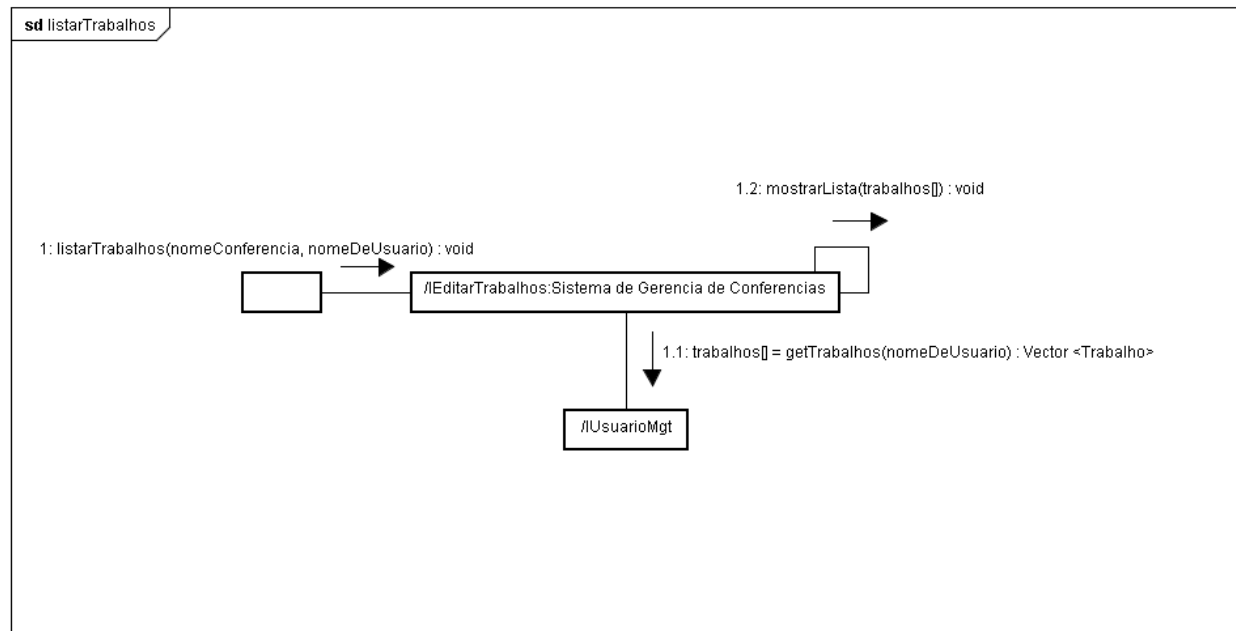 sd listarTrabalhos
1.2: mostrarLista(trabalhos[]) : void
1: listarTrabalhos(nomeConferencia, nomeDeUsuario) : void
/IEditarTrabalhos:Sistema de Gerencia de Conferencias
1.1: trabalhos[] = getTrabalhos(nomeDeUsuario) : Vector <Trabalho>
/IUsuarioMgt